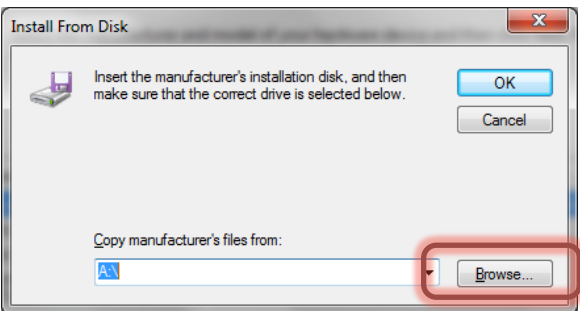 Install From Disk
Insert the manufacturer's installation disk, and then
make sure that the correct drive is selected below.
OK
Cancel
Copy manufacturer's files from:
A:\
Browse...